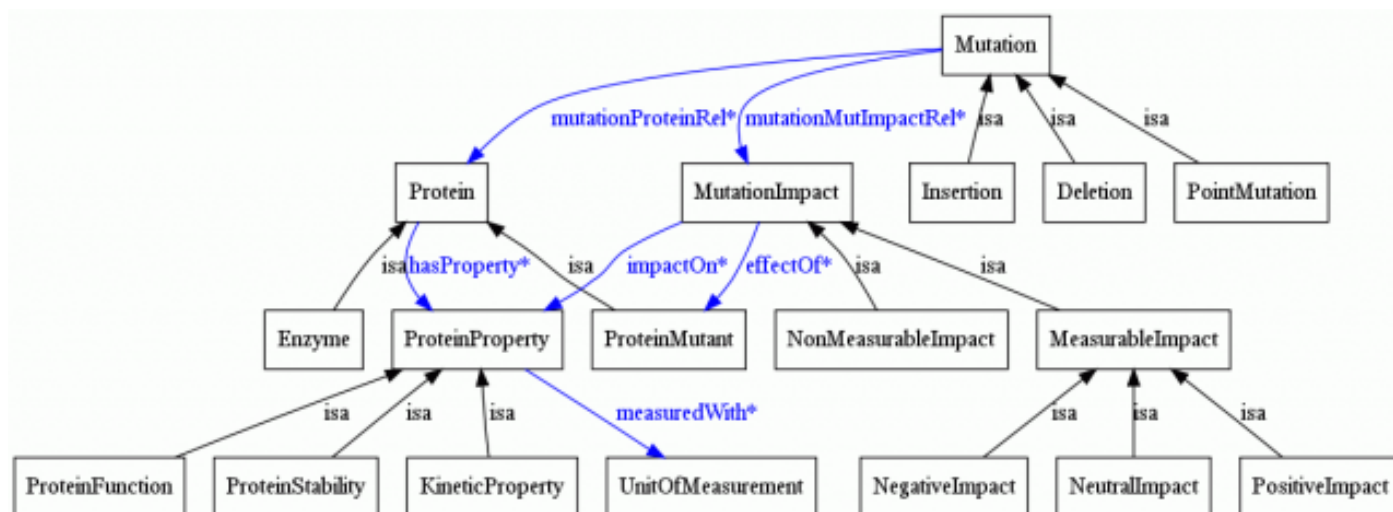 Mutation
mutationProteinRel* mutationMutImpactRel* isa isa isa
Protein MutationImpact Insertion Deletion PointMutation
isa hasProperty* isa impactOn* effectOf* isa isa
Enzyme ProteinProperty ProteinMutant NonMeasurableImpact MeasurableImpact
isa isa isa measuredWith* isa isa isa
ProteinFunction ProteinStability KineticProperty UnitOfMeasurement NegativeImpact NeutralImpact PositiveImpact